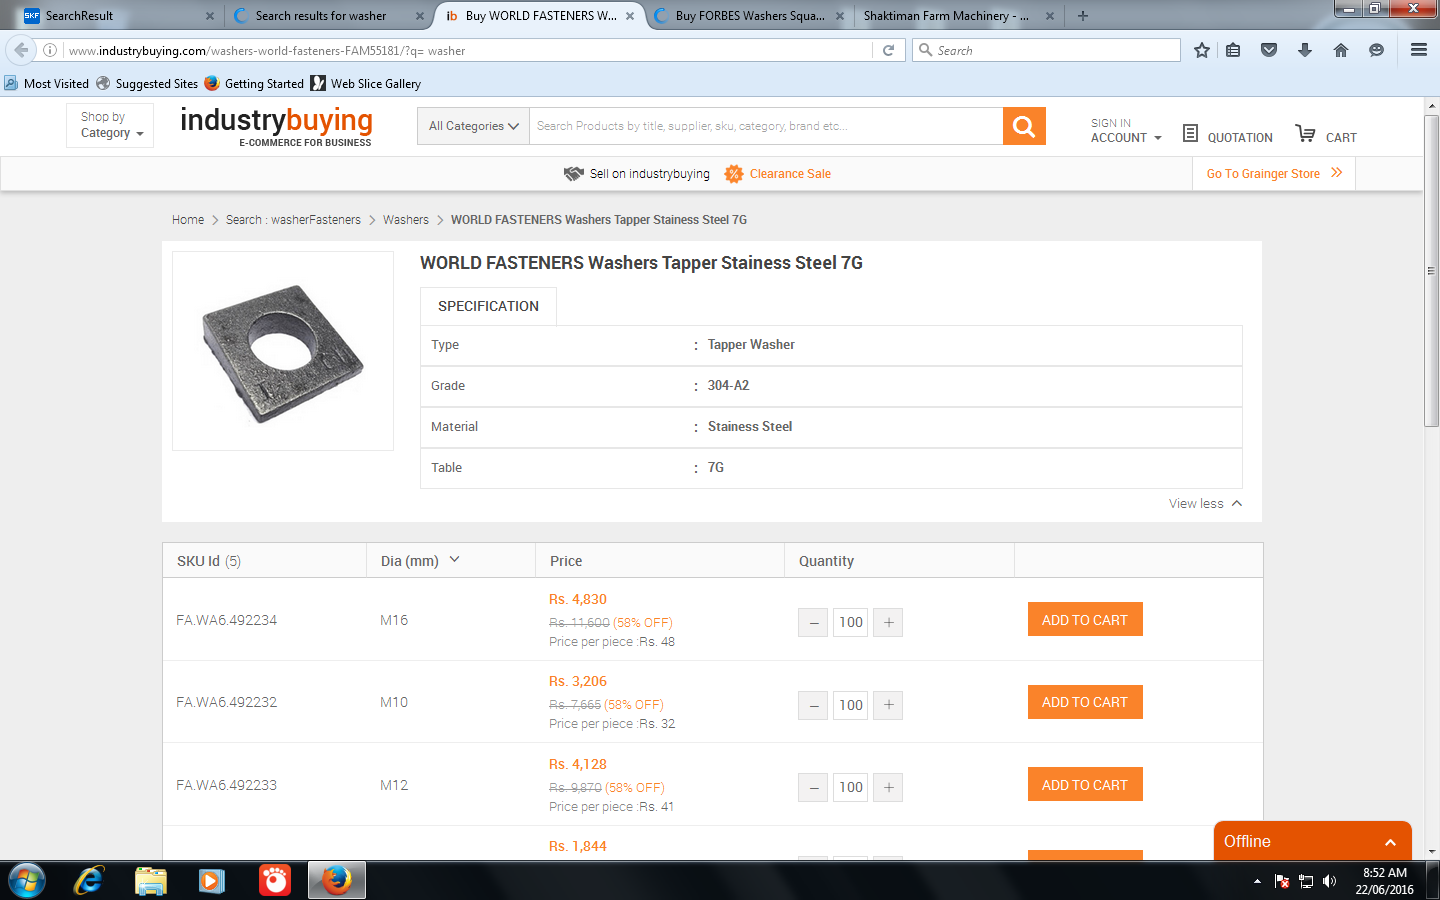 SKF SearchResult
Search results for washer
ib Buy WORLD FASTENERS W...
Buy FORBES Washers Squa...
Shaktiman Farm Machinery - ...
www.industrybuying.com/washers-world-fasteners-FAM55181/?q= washer
Search
Most Visited
Suggested Sites
Getting Started
Web Slice Gallery
Shop by
Category
industrybuying
E-COMMERCE FOR BUSINESS
All Categories
Search Products by title, supplier, sku, category, brand etc...
SIGN IN
ACCOUNT
QUOTATION
CART
Sell on industrybuying
Clearance Sale
Go To Grainger Store
Home > Search : washerFasteners > Washers > WORLD FASTENERS Washers Tapper Stainess Steel 7G
WORLD FASTENERS Washers Tapper Stainess Steel 7G
SPECIFICATION
Type : Tapper Washer
Grade : 304-A2
Material : Stainess Steel
Table : 7G
View less
SKU Id (5) Dia (mm) Price Quantity
FA.WA6.492234 M16
Rs. 4,830
Rs. 11,600 (58% OFF)
Price per piece :Rs. 48
– 100 +
ADD TO CART
FA.WA6.492232 M10
Rs. 3,206
Rs. 7,665 (58% OFF)
Price per piece :Rs. 32
– 100 +
ADD TO CART
FA.WA6.492233 M12
Rs. 4,128
Rs. 9,870 (58% OFF)
Price per piece :Rs. 41
– 100 +
ADD TO CART
Rs. 1,844
Offline
8:52 AM
22/06/2016